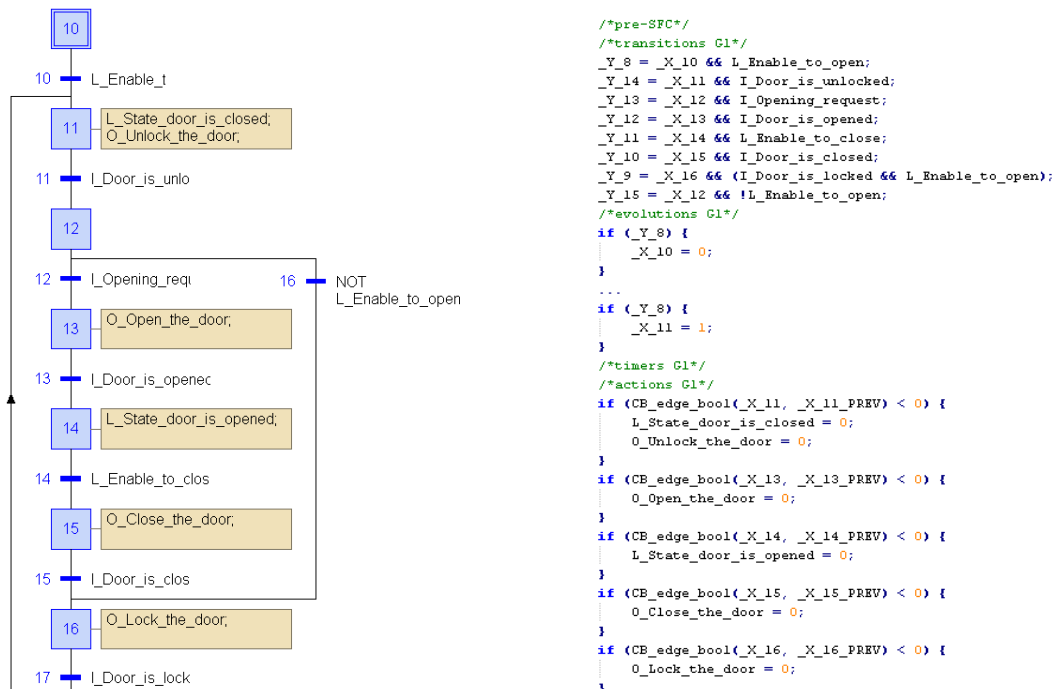 10
10 L_Enable_t
11 L_State_door_is_closed;
O_Unlock_the_door;
11 I_Door_is_unlo
12
12 I_Opening_requ
16 NOT
L_Enable_to_open
13 O_Open_the_door;
13 I_Door_is_openec
14 L_State_door_is_opened;
14 L_Enable_to_clos
15 O_Close_the_door;
15 I_Door_is_clos
16 O_Lock_the_door;
17 I_Door_is_lock
/*pre-SFC*/
/*transitions G1*/
_Y_8 = _X_10 && L_Enable_to_open;
_Y_14 = _X_11 && I_Door_is_unlocked;
_Y_13 = _X_12 && I_Opening_request;
_Y_12 = _X_13 && I_Door_is_opened;
_Y_11 = _X_14 && L_Enable_to_close;
_Y_10 = _X_15 && I_Door_is_closed;
_Y_9 = _X_16 && (I_Door_is_locked && L_Enable_to_open);
_Y_15 = _X_12 && !L_Enable_to_open;
/*evolutions G1*/
if (_Y_8) {
_X_10 = 0;
}
...
if (_Y_8) {
_X_11 = 1;
}
/*timers G1*/
/*actions G1*/
if (CB_edge_bool(_X_11, _X_11_PREV) < 0) {
L_State_door_is_closed = 0;
O_Unlock_the_door = 0;
}
if (CB_edge_bool(_X_13, _X_13_PREV) < 0) {
O_Open_the_door = 0;
}
if (CB_edge_bool(_X_14, _X_14_PREV) < 0) {
L_State_door_is_opened = 0;
}
if (CB_edge_bool(_X_15, _X_15_PREV) < 0) {
O_Close_the_door = 0;
}
if (CB_edge_bool(_X_16, _X_16_PREV) < 0) {
O_Lock_the_door = 0;
}